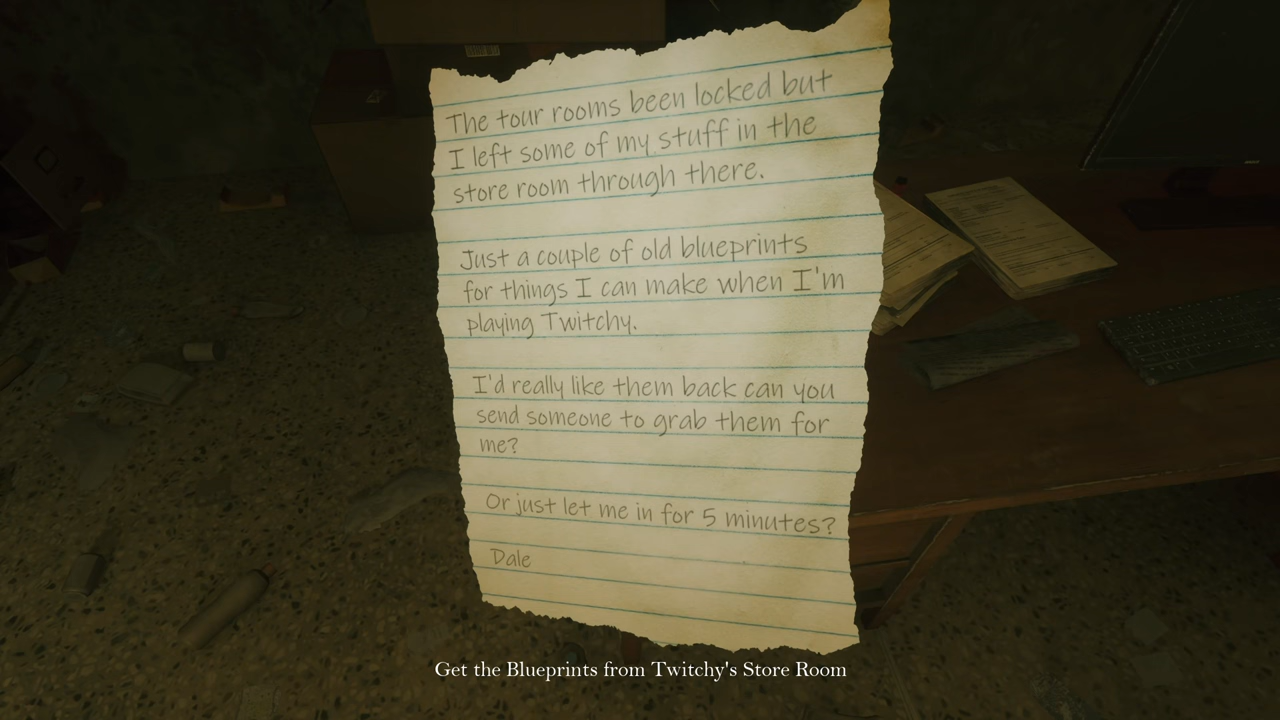 The tour rooms been locked but
I left some of my stuff in the
store room through there.
Just a couple of old blueprints
for things I can make when I'm
playing Twitchy.
I'd really like them back can you
send someone to grab them for
me?
Or just let me in for 5 minutes?
Dale
Get the Blueprints from Twitchy's Store Room